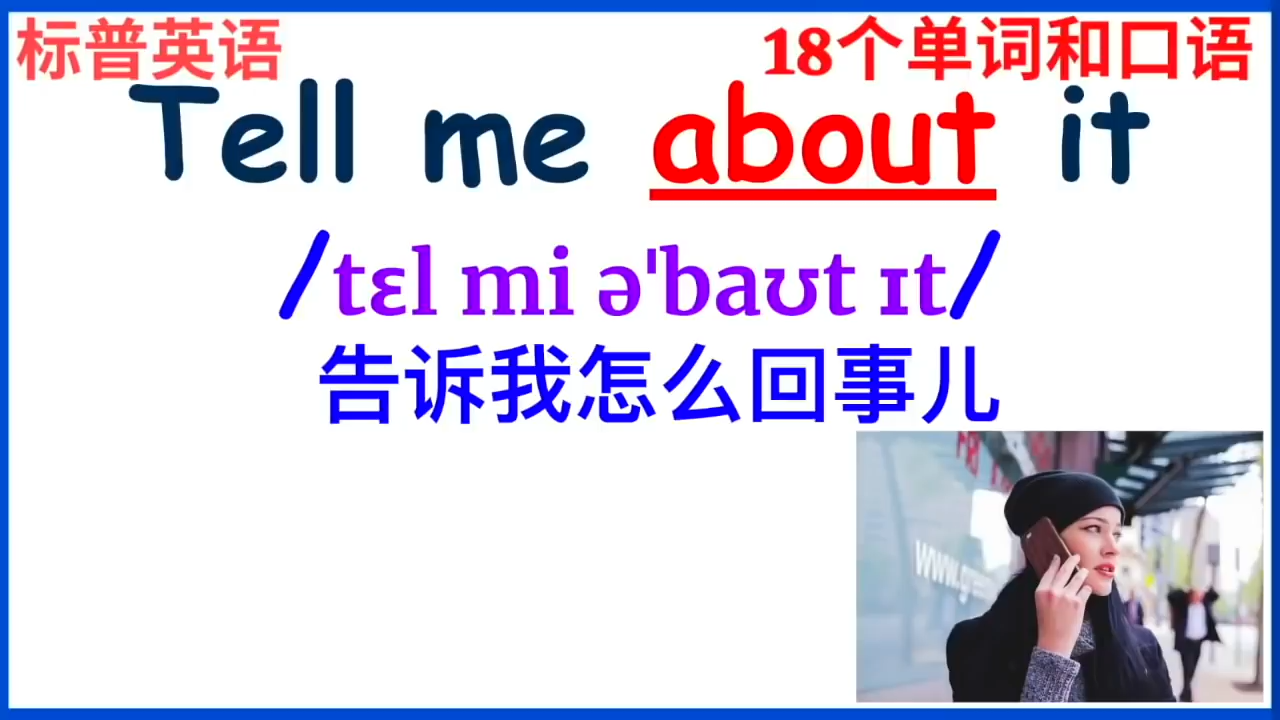 标普英语
18个单词和口语
Tell me about it
/tɛl mi ə'baʊt ɪt/
告诉我怎么回事儿